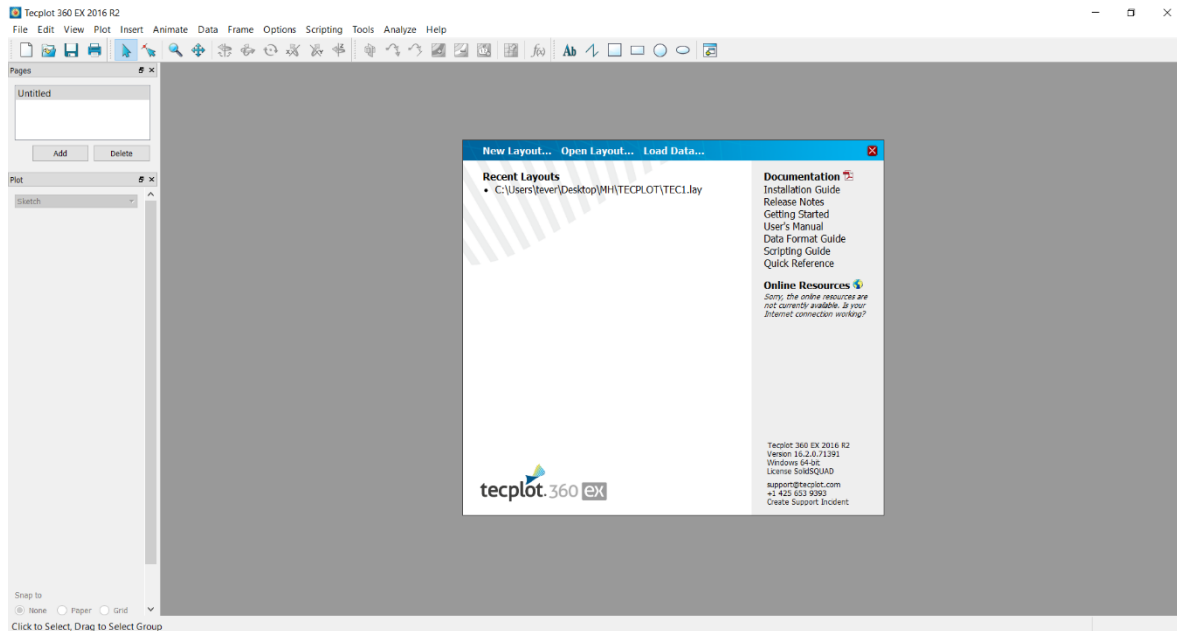 Tecplot 360 EX 2016 R2
File Edit View Plot Insert Animate Data Frame Options Scripting Tools Analyze Help
f(x) Ab
Pages
Untitled
Add Delete
Plot
Sketch
New Layout... Open Layout... Load Data...
Recent Layouts
• C:\Users\tever\Desktop\MH\TECPLOT\TEC1.lay
tecplot.360 EX
Documentation
Installation Guide
Release Notes
Getting Started
User's Manual
Data Format Guide
Scripting Guide
Quick Reference
Online Resources
Sorry, the online resources are
not currently available. Is your
Internet connection working?
Tecplot 360 EX 2016 R2
Version 16.2.0.71391
Windows 64-bit
License SolidSQUAD
support@tecplot.com
+1 425 653 9393
Create Support Incident
Snap to
None Paper Grid
Click to Select, Drag to Select Group